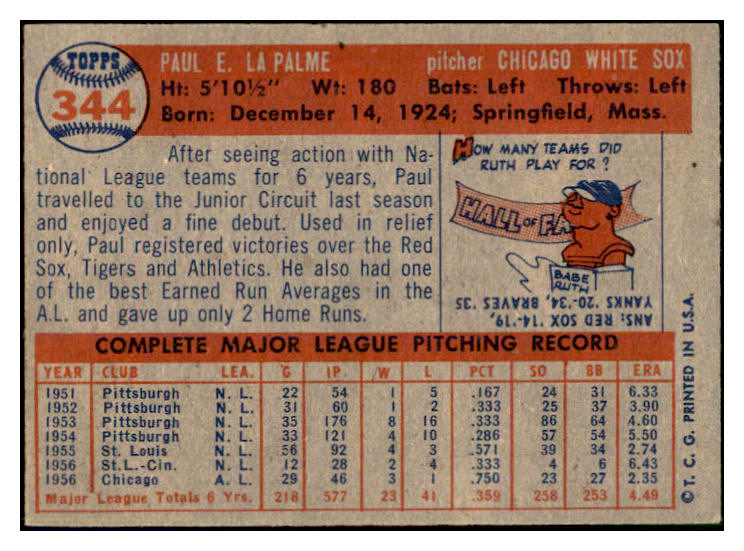 TOPPS
344
PAUL E. LA PALME pitcher CHICAGO WHITE SOX
Ht: 5'10½" Wt: 180 Bats: Left Throws: Left
Born: December 14, 1924; Springfield, Mass.
After seeing action with Na-
tional League teams for 6 years, Paul
travelled to the Junior Circuit last season
and enjoyed a fine debut. Used in relief
only, Paul registered victories over the Red
Sox, Tigers and Athletics. He also had one
of the best Earned Run Averages in the
A.L. and gave up only 2 Home Runs.
HOW MANY TEAMS DID
RUTH PLAY FOR?
HALL OF FA
BABE
RUTH
ANS: RED SOX '14-'19,
YANKS '20-'34, BRAVES '35
COMPLETE MAJOR LEAGUE PITCHING RECORD
YEAR CLUB LEA. G IP W L PCT SO BB ERA
1951 Pittsburgh N. L. 22 54 1 5 .167 24 31 6.33
1952 Pittsburgh N. L. 31 60 1 2 .333 25 37 3.90
1953 Pittsburgh N. L. 35 176 8 16 .333 86 64 4.60
1954 Pittsburgh N. L. 33 121 4 10 .286 57 54 5.50
1955 St. Louis N. L. 56 92 4 3 .571 39 34 2.74
1956 St.L.-Cin. N. L. 12 28 2 4 .333 4 6 6.43
1956 Chicago A. L. 29 46 3 1 .750 23 27 2.35
Major League Totals 6 Yrs. 218 577 23 41 .359 258 253 4.49
© T. C. G. PRINTED IN U.S.A.